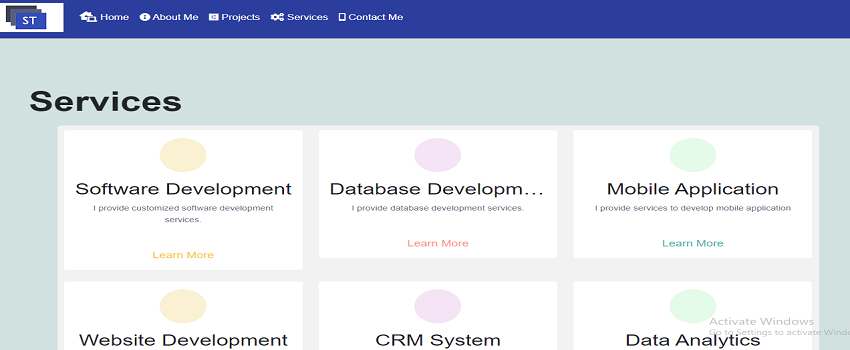 ST Home About Me Projects Services Contact Me
Services
Software Development
I provide customized software development
services.
Learn More
Database Developm...
I provide database development services.
Learn More
Mobile Application
I provide services to develop mobile application
Learn More
Website Development
CRM System
Data Analytics
Activate Windows
Go to Settings to activate Windo